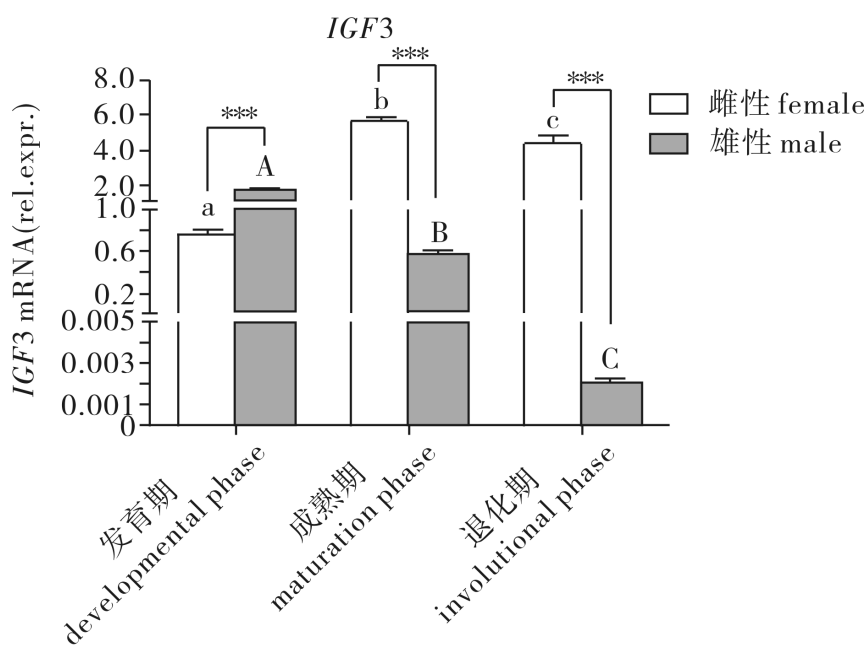 IGF3
IGF3 mRNA(rel.expr.)
8.0
6.0
4.0
2.0
1.0
0.6
0.2
0.005
0.003
0.001
0
***
***
***
a
A
b
B
c
C
雌性 female
雄性 male
发育期
developmental phase
成熟期
maturation phase
退化期
involutional phase